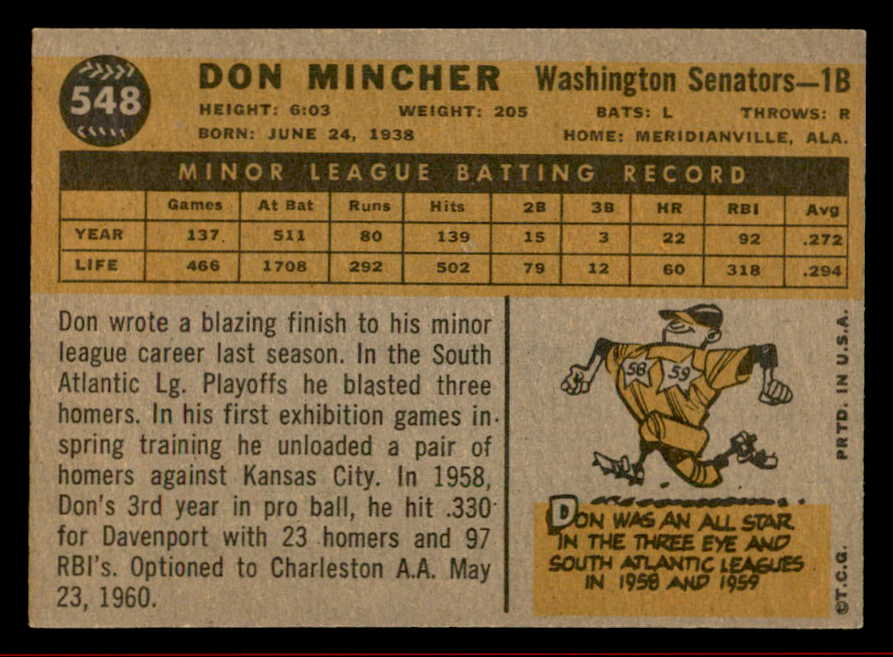 548
DON MINCHER Washington Senators—1B
HEIGHT: 6:03 WEIGHT: 205 BATS: L THROWS: R
BORN: JUNE 24, 1938 HOME: MERIDIANVILLE, ALA.
MINOR LEAGUE BATTING RECORD
Games At Bat Runs Hits 2B 3B HR RBI Avg
YEAR 137 511 80 139 15 3 22 92 .272
LIFE 466 1708 292 502 79 12 60 318 .294
Don wrote a blazing finish to his minor
league career last season. In the South
Atlantic Lg. Playoffs he blasted three
homers. In his first exhibition games in
spring training he unloaded a pair of
homers against Kansas City. In 1958,
Don's 3rd year in pro ball, he hit .330
for Davenport with 23 homers and 97
RBI's. Optioned to Charleston A.A. May
23, 1960.
58 59
DON WAS AN ALL STAR
IN THE THREE EYE AND
SOUTH ATLANTIC LEAGUES
IN 1958 AND 1959
©T.C.G. PRTD. IN U.S.A.